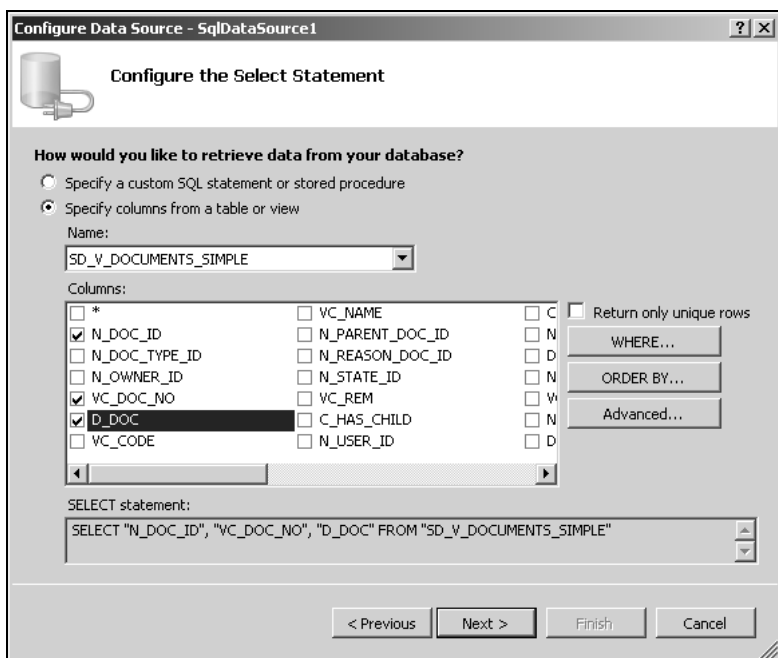 Configure Data Source - SqlDataSource1
Configure the Select Statement
How would you like to retrieve data from your database?
Specify a custom SQL statement or stored procedure
Specify columns from a table or view
Name:
SD_V_DOCUMENTS_SIMPLE
Columns:
* VC_NAME C
N_DOC_ID N_PARENT_DOC_ID N
N_DOC_TYPE_ID N_REASON_DOC_ID D
N_OWNER_ID N_STATE_ID N
VC_DOC_NO VC_REM
D_DOC C_HAS_CHILD N
VC_CODE N_USER_ID D
Return only unique rows
WHERE...
ORDER BY...
Advanced...
SELECT statement:
SELECT "N_DOC_ID", "VC_DOC_NO", "D_DOC" FROM "SD_V_DOCUMENTS_SIMPLE"
< Previous Next > Finish Cancel